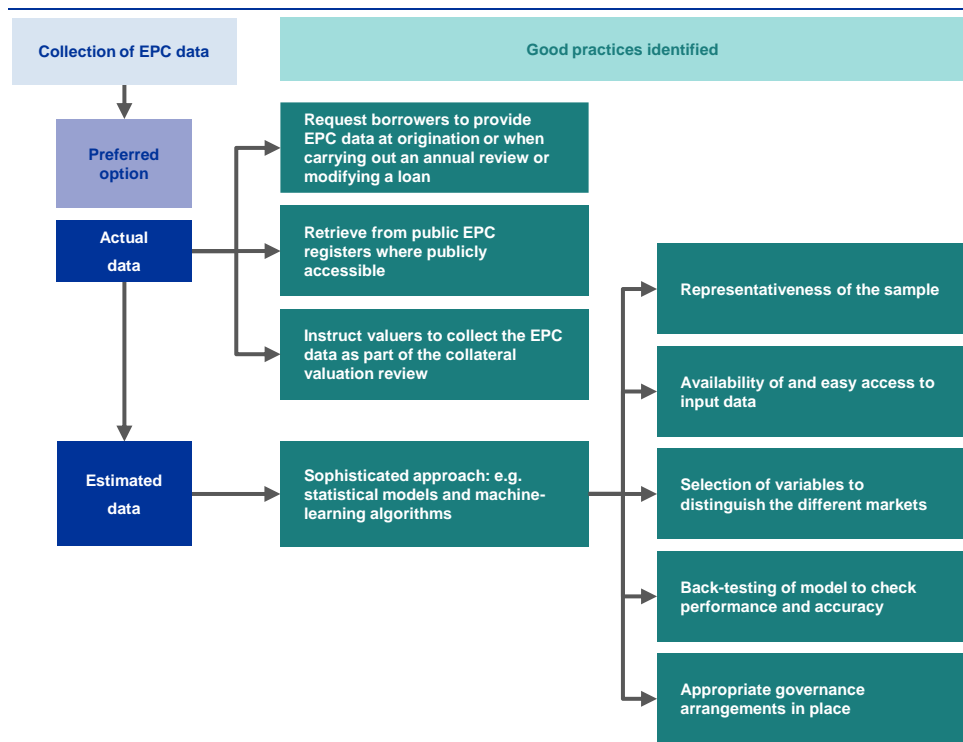 Collection of EPC data
Good practices identified
Preferred
option
Request borrowers to provide
EPC data at origination or when
carrying out an annual review or
modifying a loan
Actual
data
Retrieve from public EPC
registers where publicly
accessible
Instruct valuers to collect the EPC
data as part of the collateral
valuation review
Estimated
data
Sophisticated approach: e.g.
statistical models and machine-
learning algorithms
Representativeness of the sample
Availability of and easy access to
input data
Selection of variables to
distinguish the different markets
Back-testing of model to check
performance and accuracy
Appropriate governance
arrangements in place